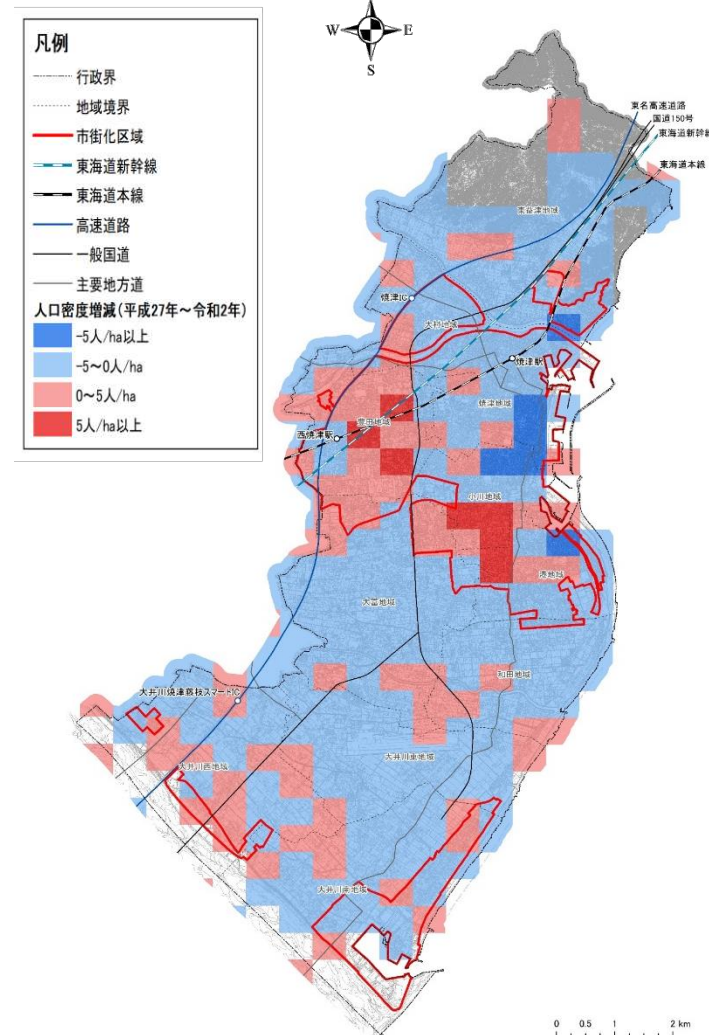 凡例
行政界
地域境界
市街化区域
東海道新幹線
東海道本線
高速道路
一般国道
主要地方道
人口密度増減(平成27年~令和2年)
-5人/ha以上
-5~0人/ha
0~5人/ha
5人/ha以上
W
E
S
東名高速道路
国道150号
東海道新幹線
東海道本線
東益津地域
焼津IC
大村地域
焼津駅
焼津地域
豊田地域
西焼津駅
小川地域
港地域
大富地域
和田地域
大井川焼津藤枝スマートIC
大井川東地域
大井川西地域
大井川南地域
0 0.5 1 2 km